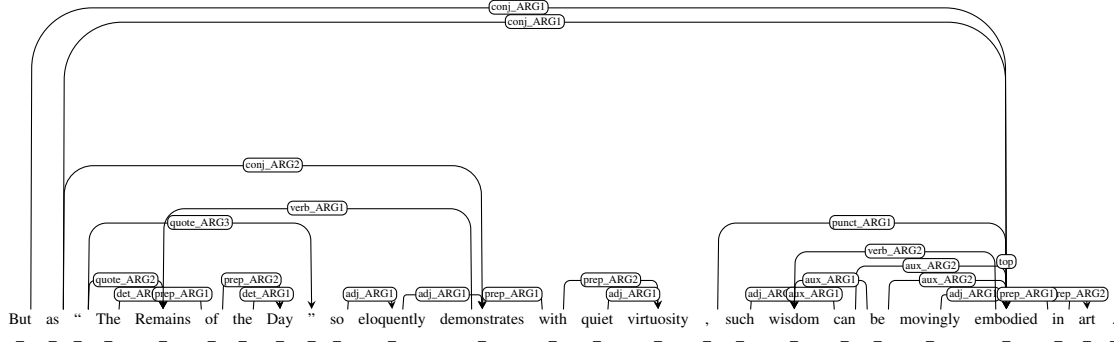 conj_ARG1
conj_ARG1
conj_ARG2
verb_ARG1
quote_ARG3 punct_ARG1
verb_ARG2
top
aux_ARG2
quote_ARG2 prep_ARG2 prep_ARG2 aux_ARG1 aux_ARG2
prep_ARG1 det_ARG1 adj_ARG1 adj_ARG1 prep_ARG1 adj_ARG1 aux_ARG1 prep_ARG1
But as “ The Remains of the Day ” so eloquently demonstrates with quiet virtuosity , such wisdom can be movingly embodied in art .